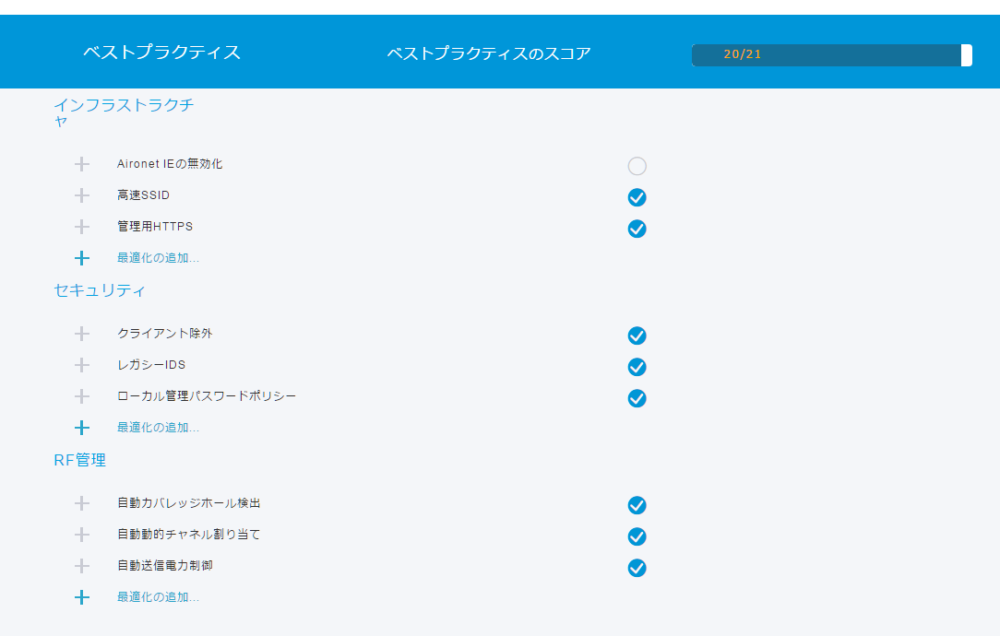 ベストプラクティス
ベストプラクティスのスコア
20/21
インフラストラクチ
ャ
Aironet IEの無効化
高速SSID
管理用HTTPS
最適化の追加...
セキュリティ
クライアント除外
レガシーIDS
ローカル管理パスワードポリシー
最適化の追加...
RF管理
自動カバレッジホール検出
自動動的チャネル割り当て
自動送信電力制御
最適化の追加...